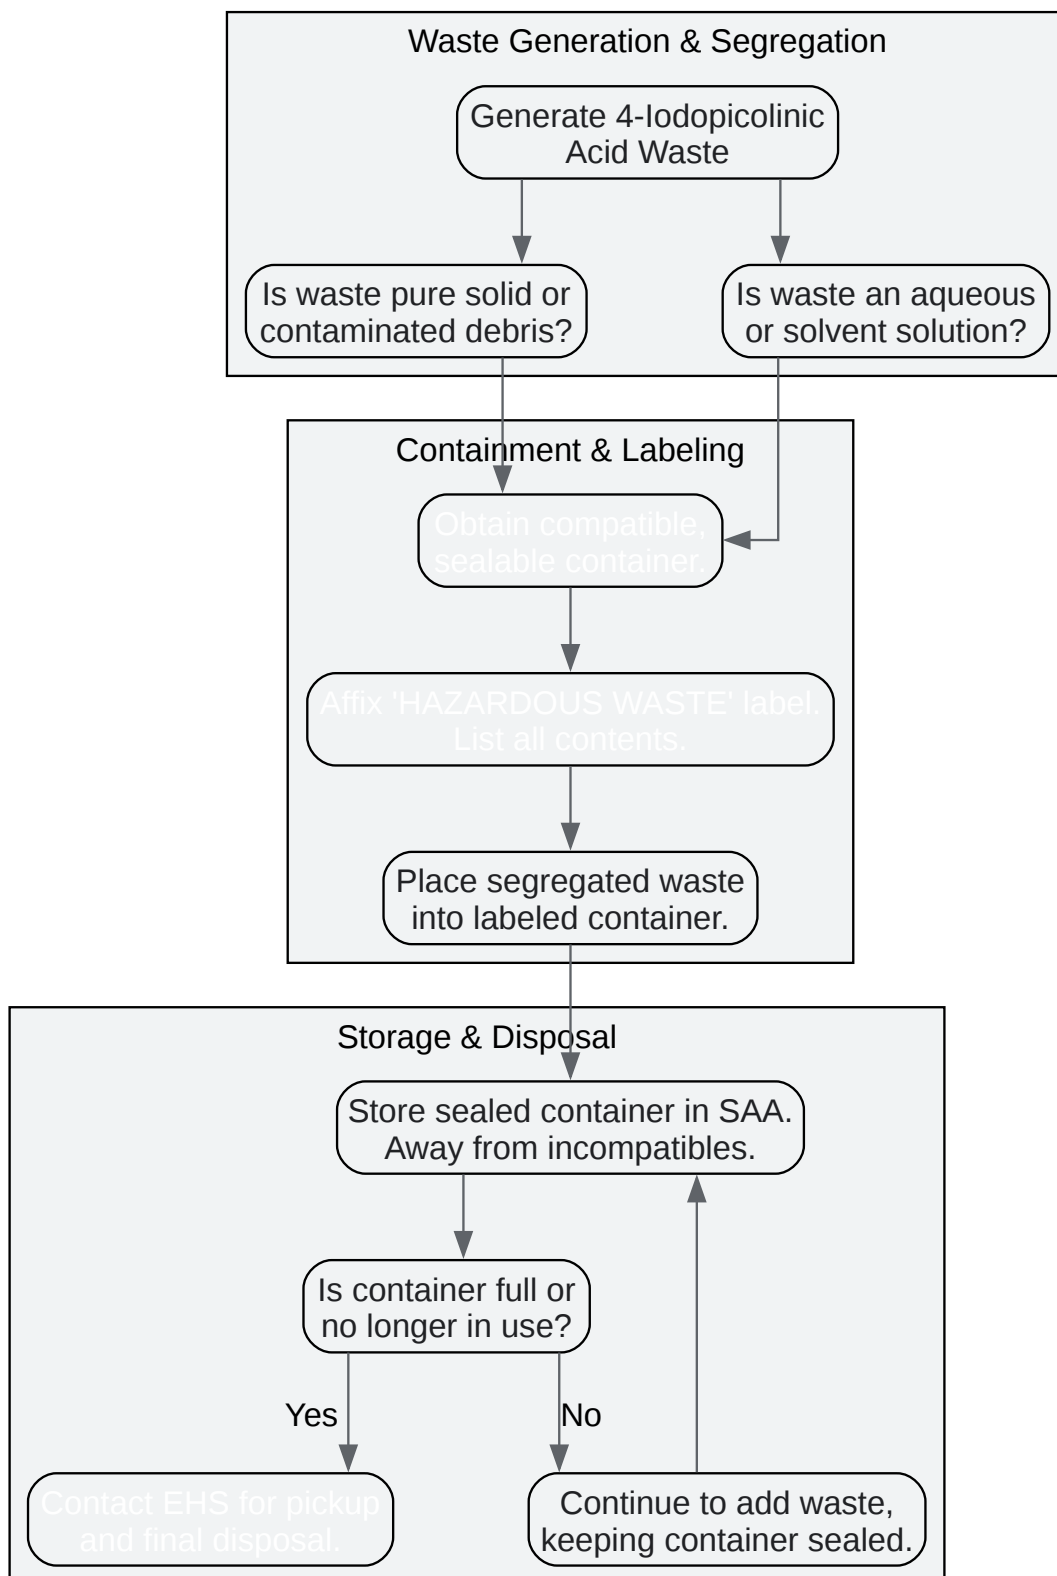 Waste Generation & Segregation
Generate 4-Iodopicolinic
Acid Waste
Is waste pure solid or
contaminated debris?
Is waste an aqueous
or solvent solution?
Containment & Labeling
Obtain compatible,
sealable container.
Affix 'HAZARDOUS WASTE' label.
List all contents.
Place segregated waste
into labeled container.
Storage & Disposal
Store sealed container in SAA.
Away from incompatibles.
Is container full or
no longer in use?
Yes
No
Contact EHS for pickup
and final disposal.
Continue to add waste,
keeping container sealed.